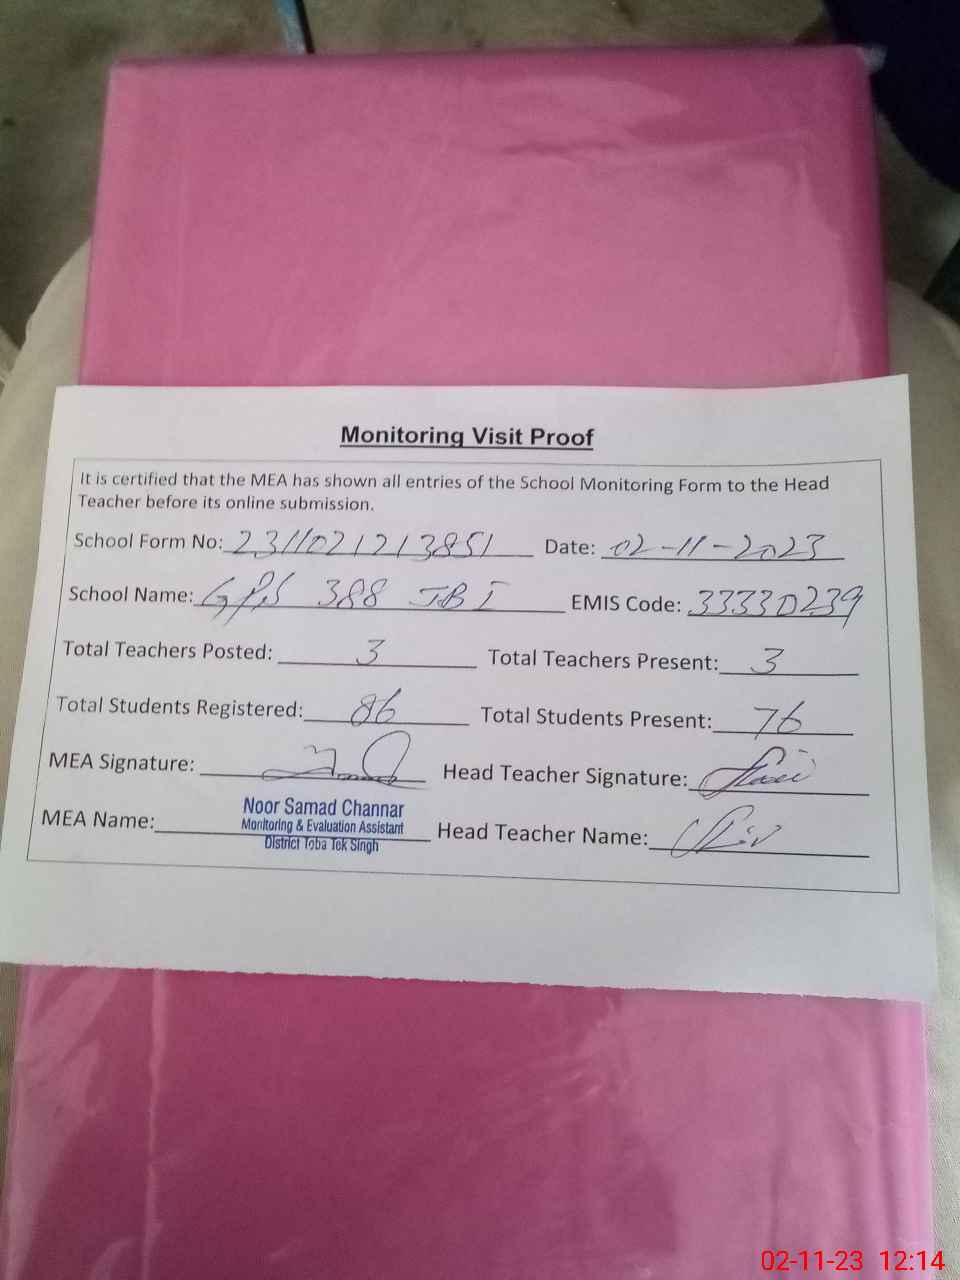 Monitoring Visit Proof
It is certified that the MEA has shown all entries of the School Monitoring Form to the Head
Teacher before its online submission.
School Form No: 2311021213851 Date: 02-11-2023
School Name: GPS 388 JB I EMIS Code: 33330239
Total Teachers Posted: 3 Total Teachers Present: 3
Total Students Registered: 86 Total Students Present: 76
MEA Signature: Head Teacher Signature:
Noor Samad Channar
MEA Name: Monitoring & Evaluation Assistant Head Teacher Name:
District Toba Tek Singh
02-11-23 12:14